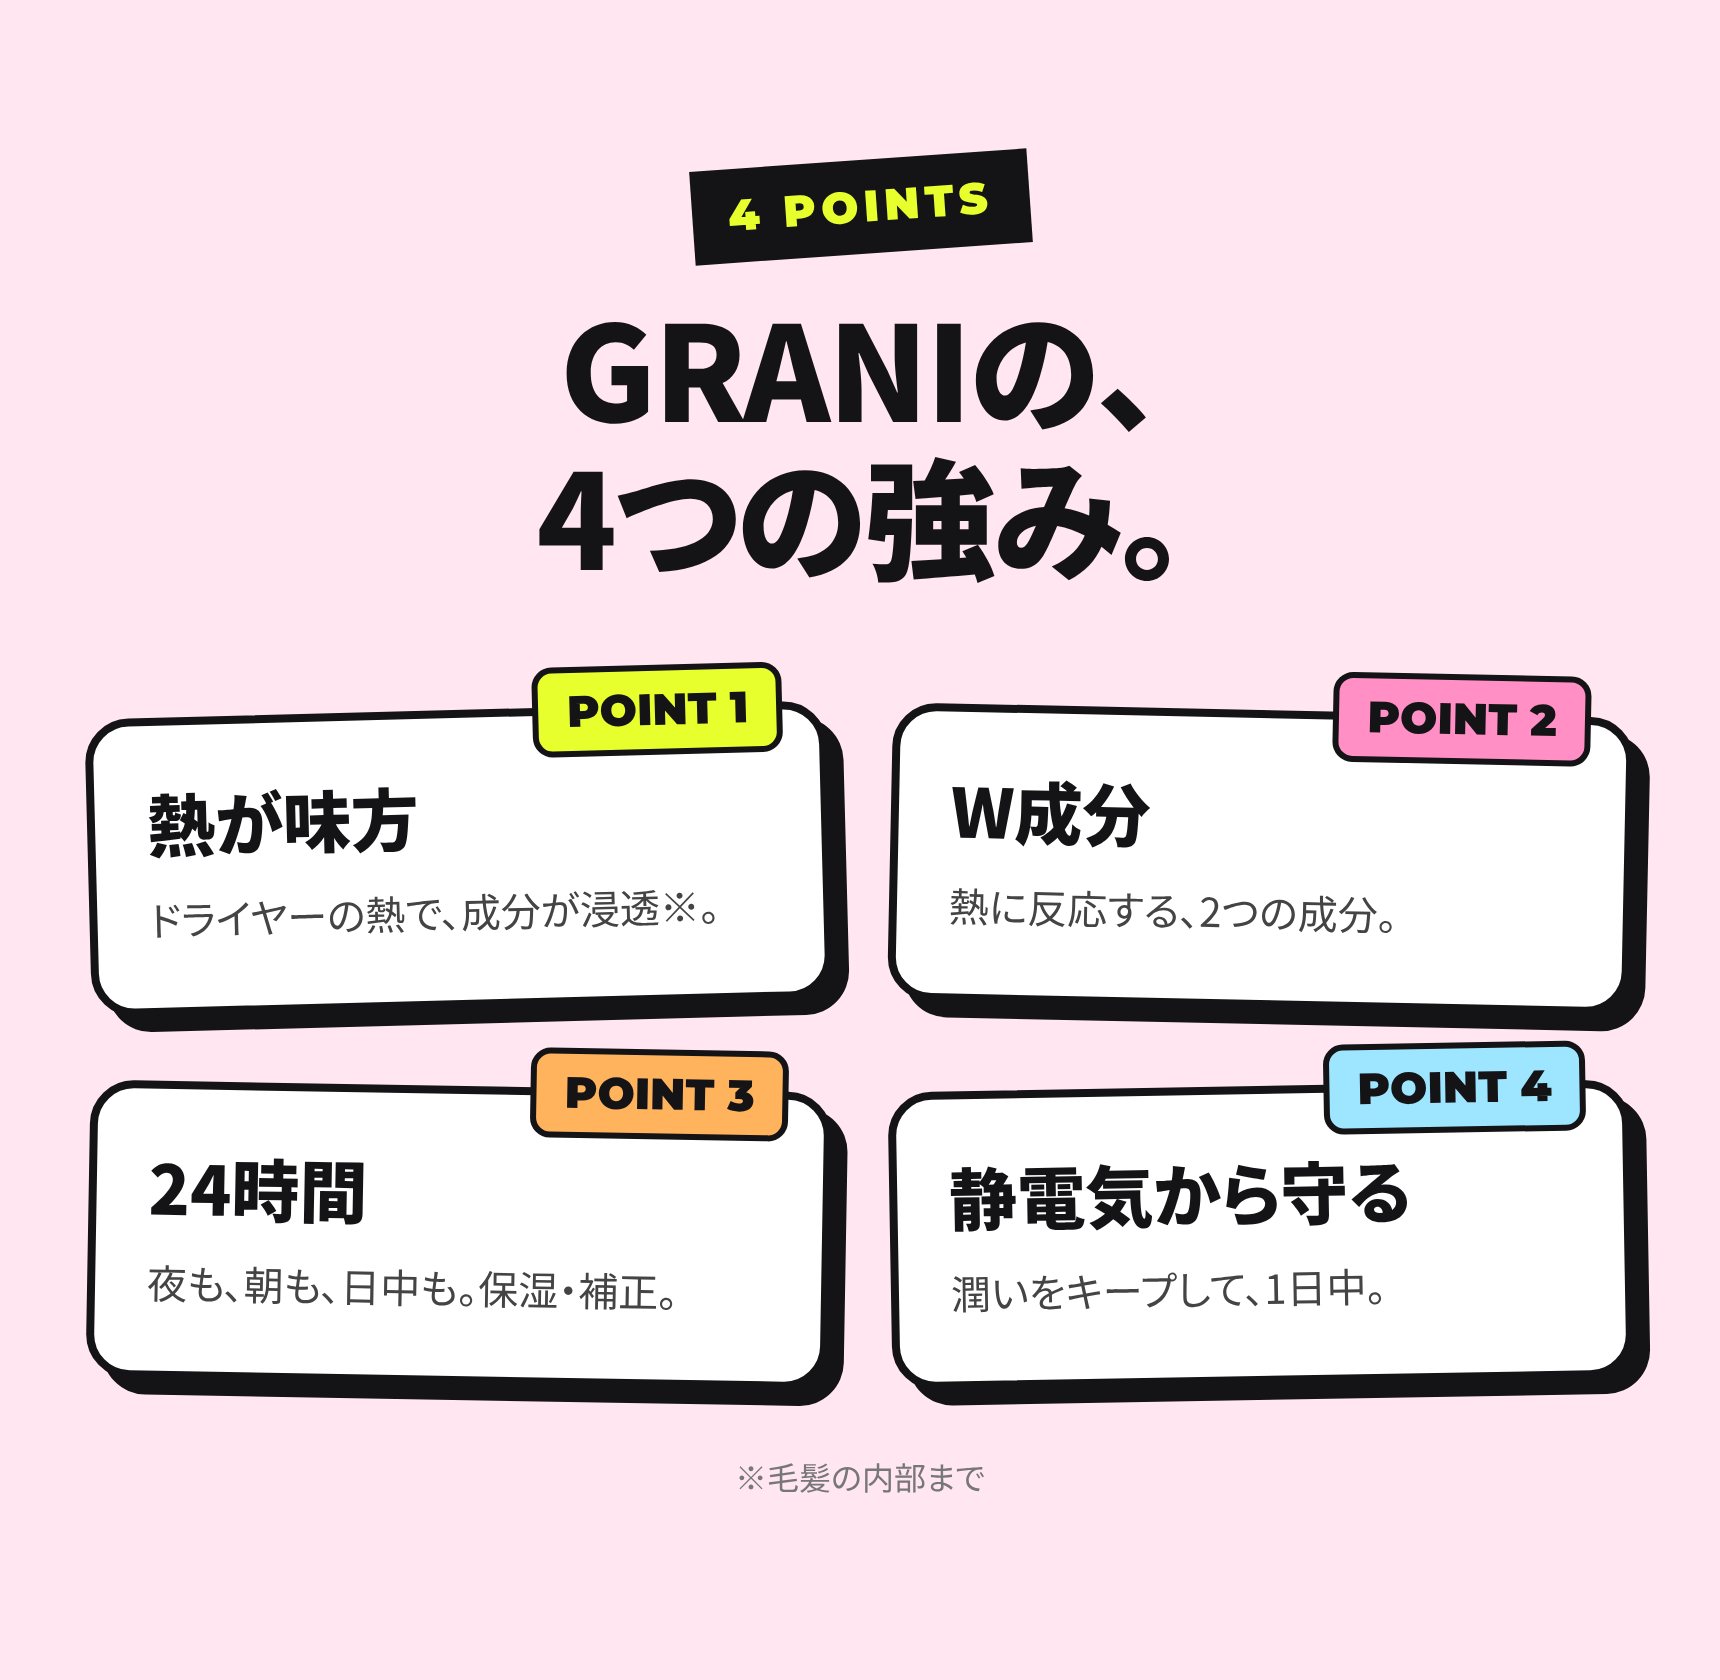 4 POINTS
GRANIの、
4つの強み。
POINT 1
熱が味方
ドライヤーの熱で、成分が浸透※。
POINT 2
W成分
熱に反応する、2つの成分。
POINT 3
24時間
夜も、朝も、日中も。保湿・補正。
POINT 4
静電気から守る
潤いをキープして、1日中。
※毛髪の内部まで